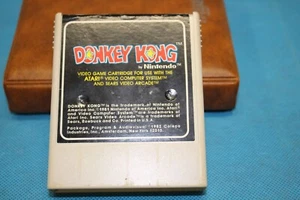 DONKEY KONG™
by Nintendo™
VIDEO GAME CARTRIDGE FOR USE WITH THE
ATARI® VIDEO COMPUTER SYSTEM™
AND SEARS VIDEO ARCADE™
DONKEY KONG™ is the trademark of Nintendo of
America Inc. ©1981 Nintendo of America Inc. Atari
and Video Computer System™ are trademarks of
Atari Inc. Sears Video Arcade™ is the trademark of
Sears, Roebuck and Co. Printed in U.S.A.
Package, Program & Audiovisual ©1982 Coleco
Industries, Inc., Amsterdam, New York 12010.